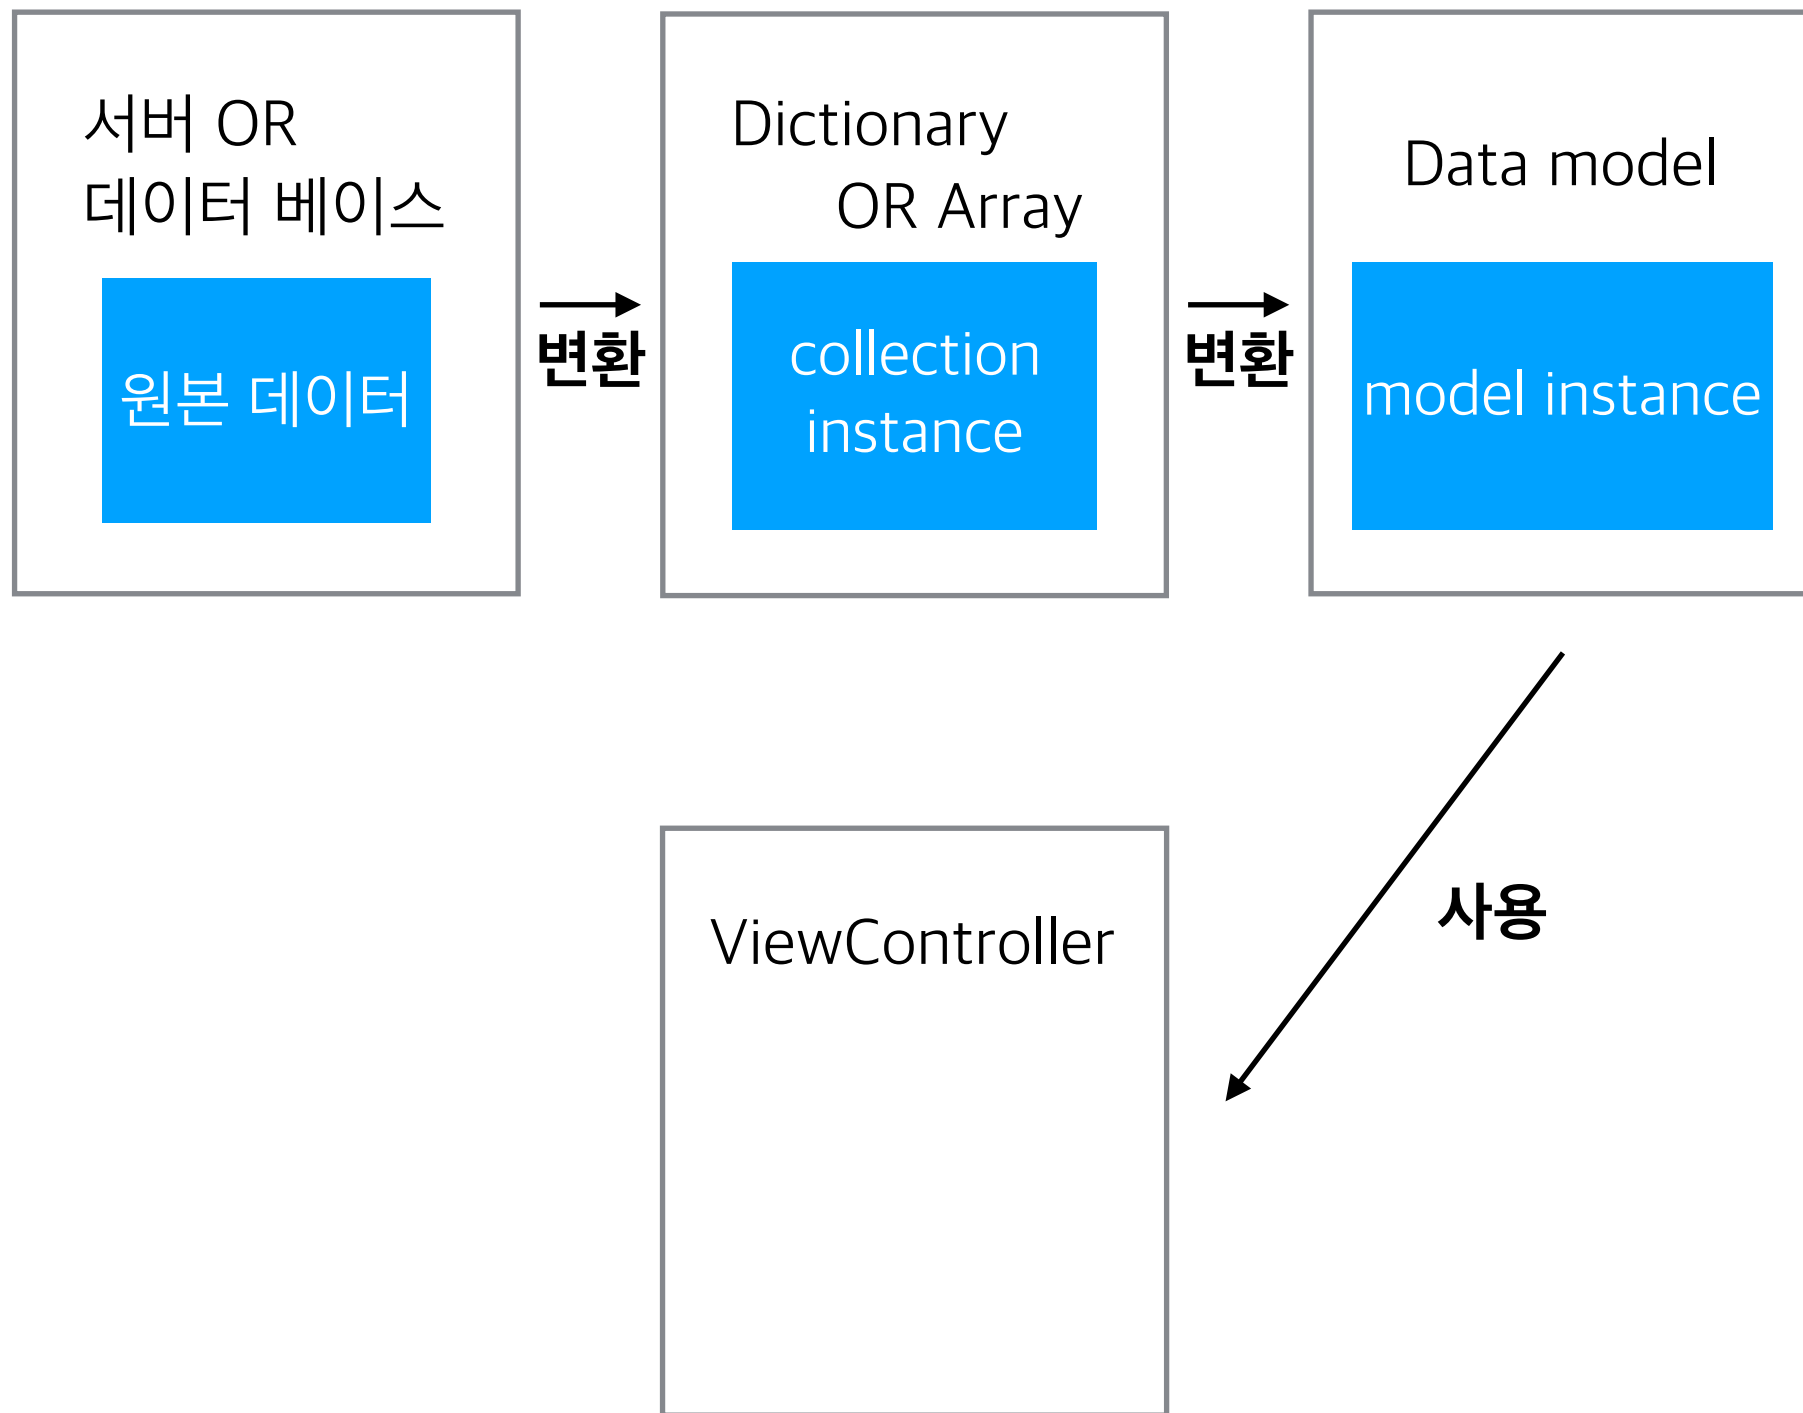 서버 OR
데이터 베이스
원본 데이터
변환
Dictionary
OR Array
collection
instance
변환
Data model
model instance
사용
ViewController